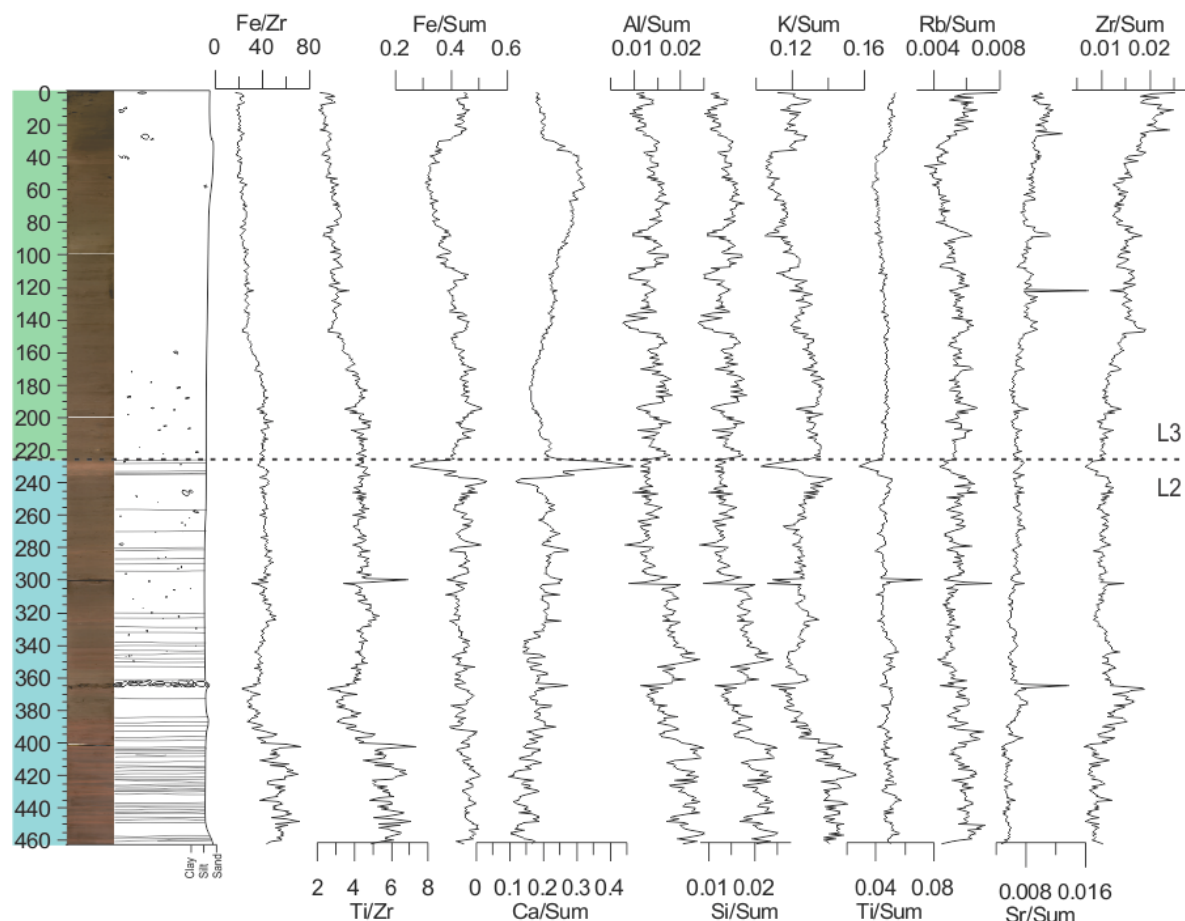 Fe/Zr Fe/Sum Al/Sum K/Sum Rb/Sum Zr/Sum
0 40 80 0.2 0.4 0.6 0.01 0.02 0.12 0.16 0.004 0.008 0.01 0.02
0
20
40
60
80
100
120
140
160
180
200
220
L3
240
L2
260
280
300
320
340
360
380
400
420
440
460
Clay
Silt
Sand
2 4 6 8 0 0.1 0.2 0.3 0.4 0.01 0.02 0.04 0.08 0.008 0.016
Ti/Zr Ca/Sum Si/Sum Ti/Sum Sr/Sum